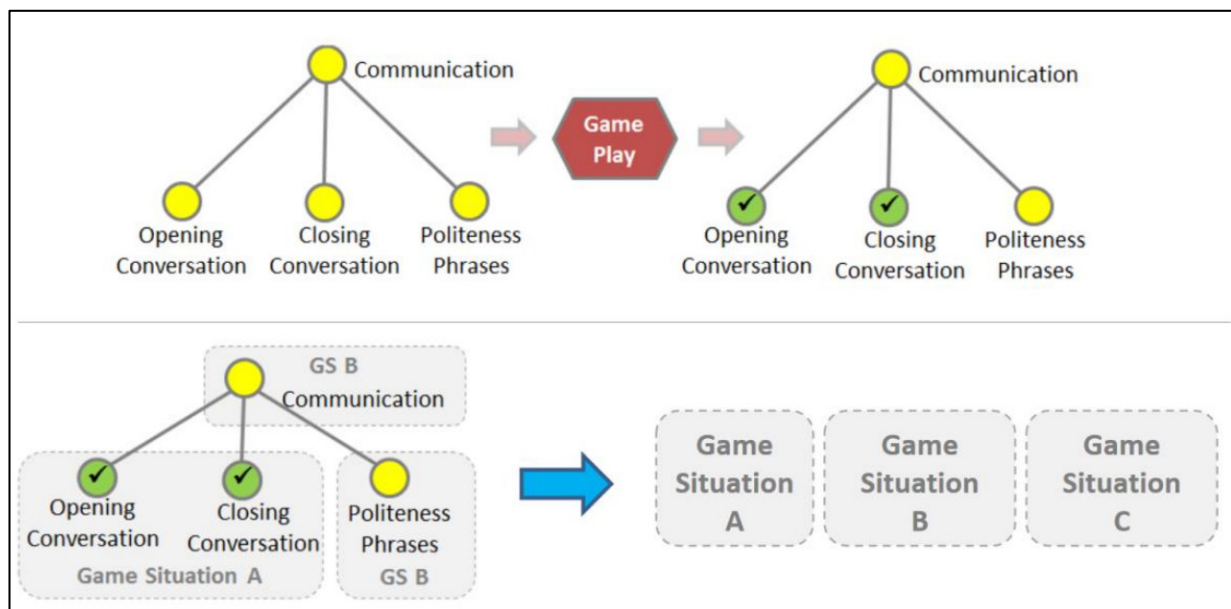 Communication
Opening
Conversation
Closing
Conversation
Politeness
Phrases
Game
Play
Communication
Opening
Conversation
Closing
Conversation
Politeness
Phrases
GS B
Communication
Opening
Conversation
Closing
Conversation
Game Situation A
Politeness
Phrases
GS B
Game
Situation
A
Game
Situation
B
Game
Situation
C